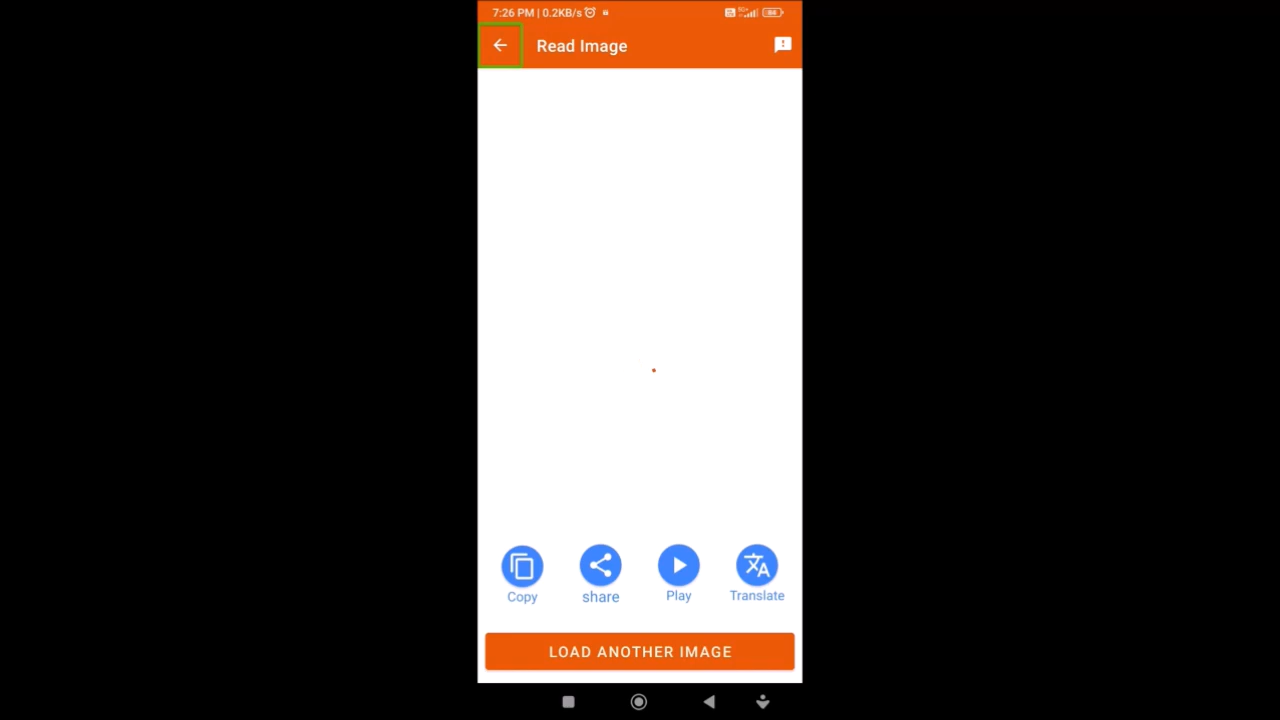 7:26 PM | 0.2KB/s
Read Image
Copy
share
Play
Translate
LOAD ANOTHER IMAGE